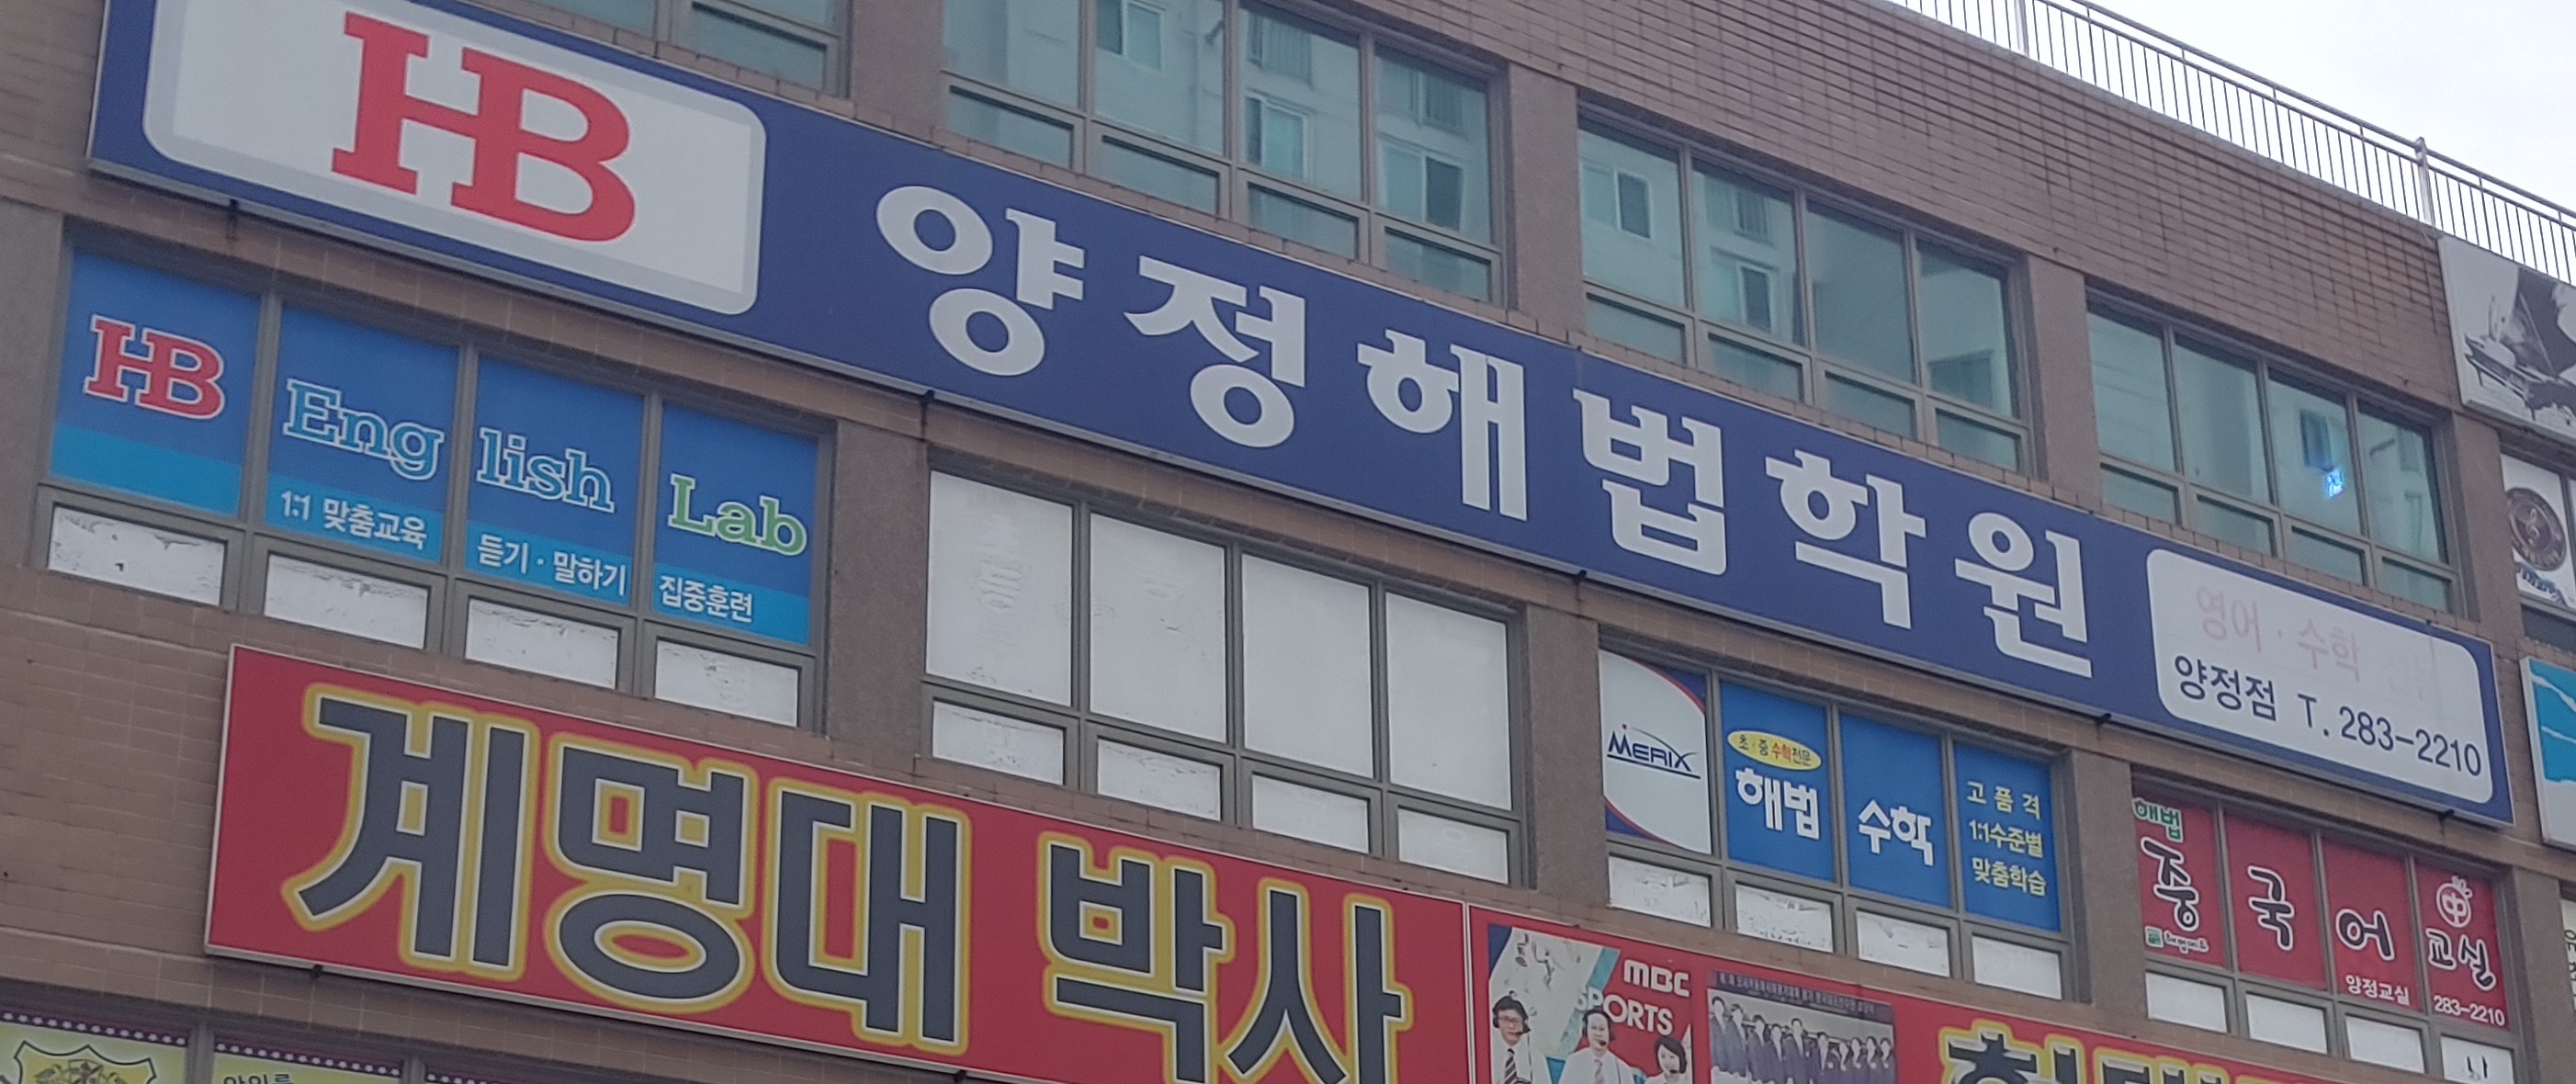 HB 양정해법학원
영어 · 수학
양정점 T. 283-2210
HB English Lab
1:1 맞춤교육 듣기 · 말하기 집중훈련
MERIX
초·중 수학전문
해법 수학
고품격
1:1수준별
맞춤학습
해법
중국어교실
양정교실
283-2210
계명대 박사
MBC
SPORTS